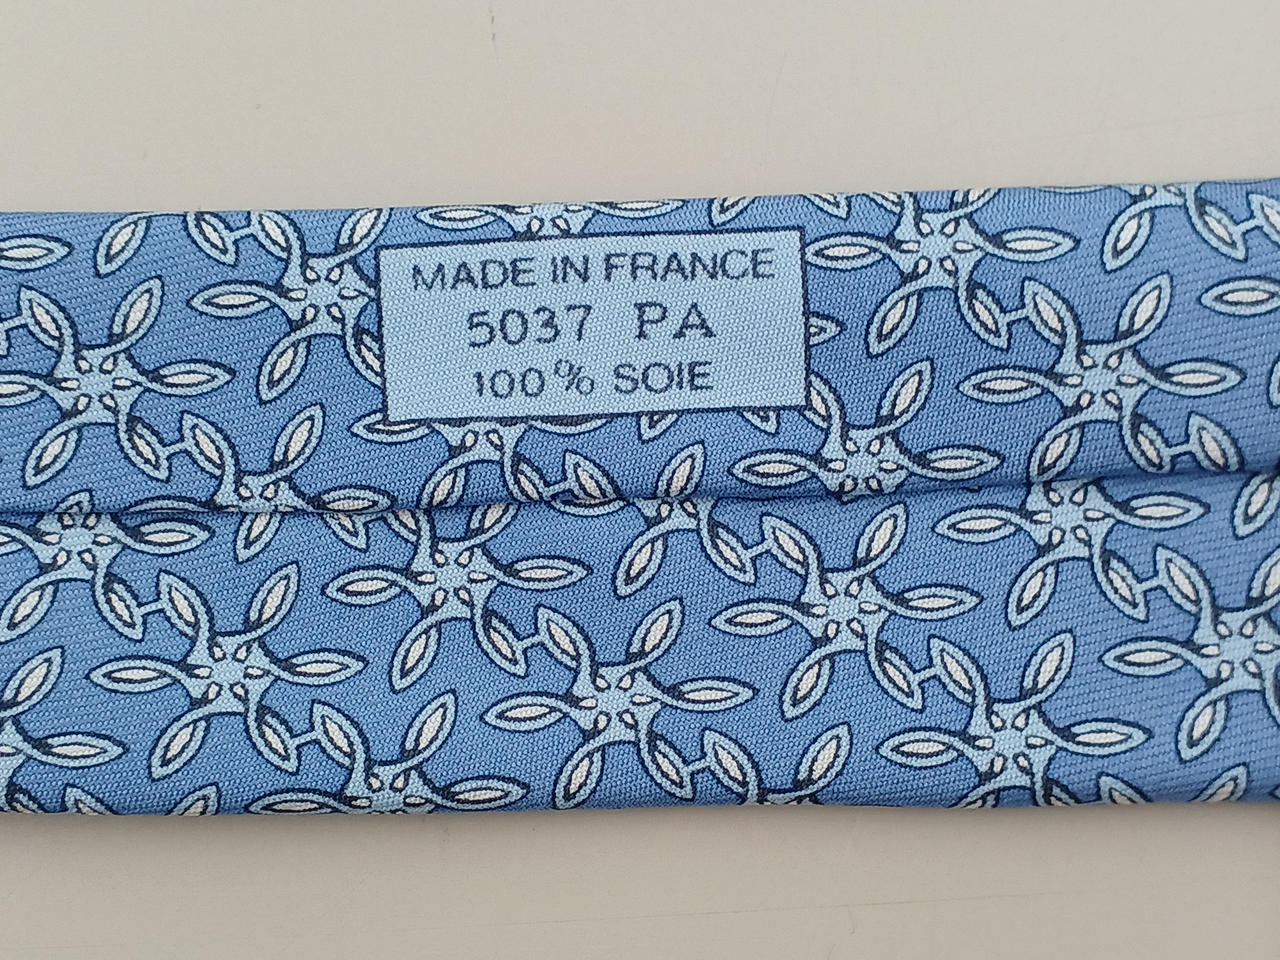 MADE IN FRANCE
5037 PA
100% SOIE